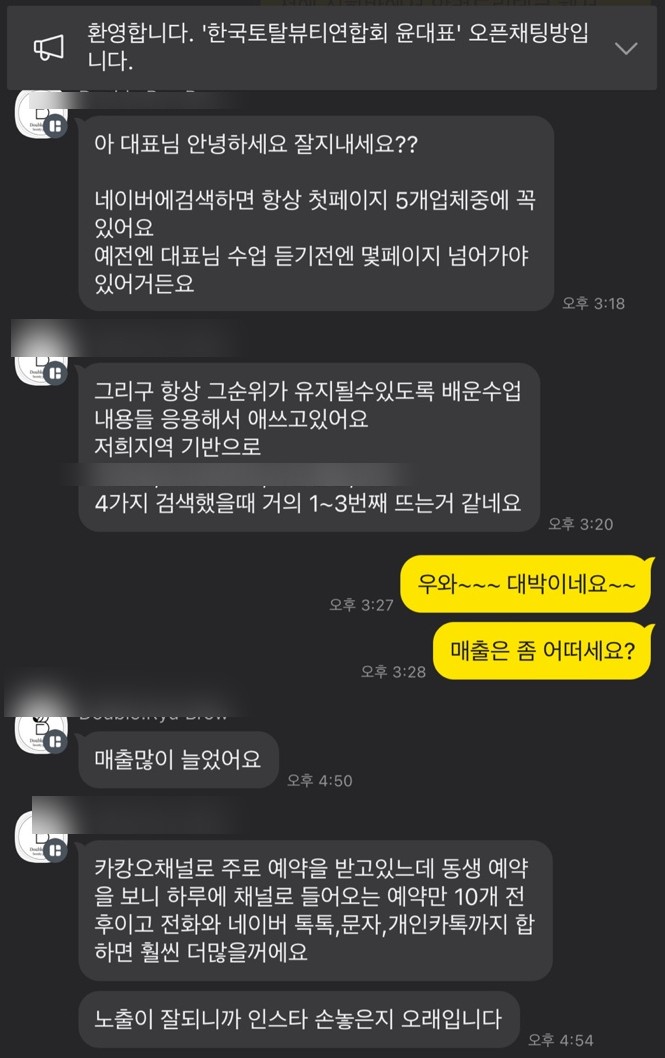 환영합니다. '한국토탈뷰티연합회 윤대표' 오픈채팅방입
니다.
아 대표님 안녕하세요 잘지내세요??
네이버에검색하면 항상 첫페이지 5개업체중에 꼭
있어요
예전엔 대표님 수업 듣기전엔 몇페이지 넘어가야
있어거든요
오후 3:18
그리구 항상 그순위가 유지될수있도록 배운수업
내용들 응용해서 애쓰고있어요
저희지역 기반으로
4가지 검색했을때 거의 1~3번째 뜨는거 같네요
오후 3:20
우와~~~ 대박이네요~~
오후 3:27
매출은 좀 어떠세요?
오후 3:28
매출많이 늘었어요
오후 4:50
카캉오채널로 주로 예약을 받고있느데 동생 예약
을 보니 하루에 채널로 들어오는 예약만 10개 전
후이고 전화와 네이버 톡톡,문자,개인카톡까지 합
하면 훨씬 더많을꺼에요
노출이 잘되니까 인스타 손놓은지 오래입니다
오후 4:54